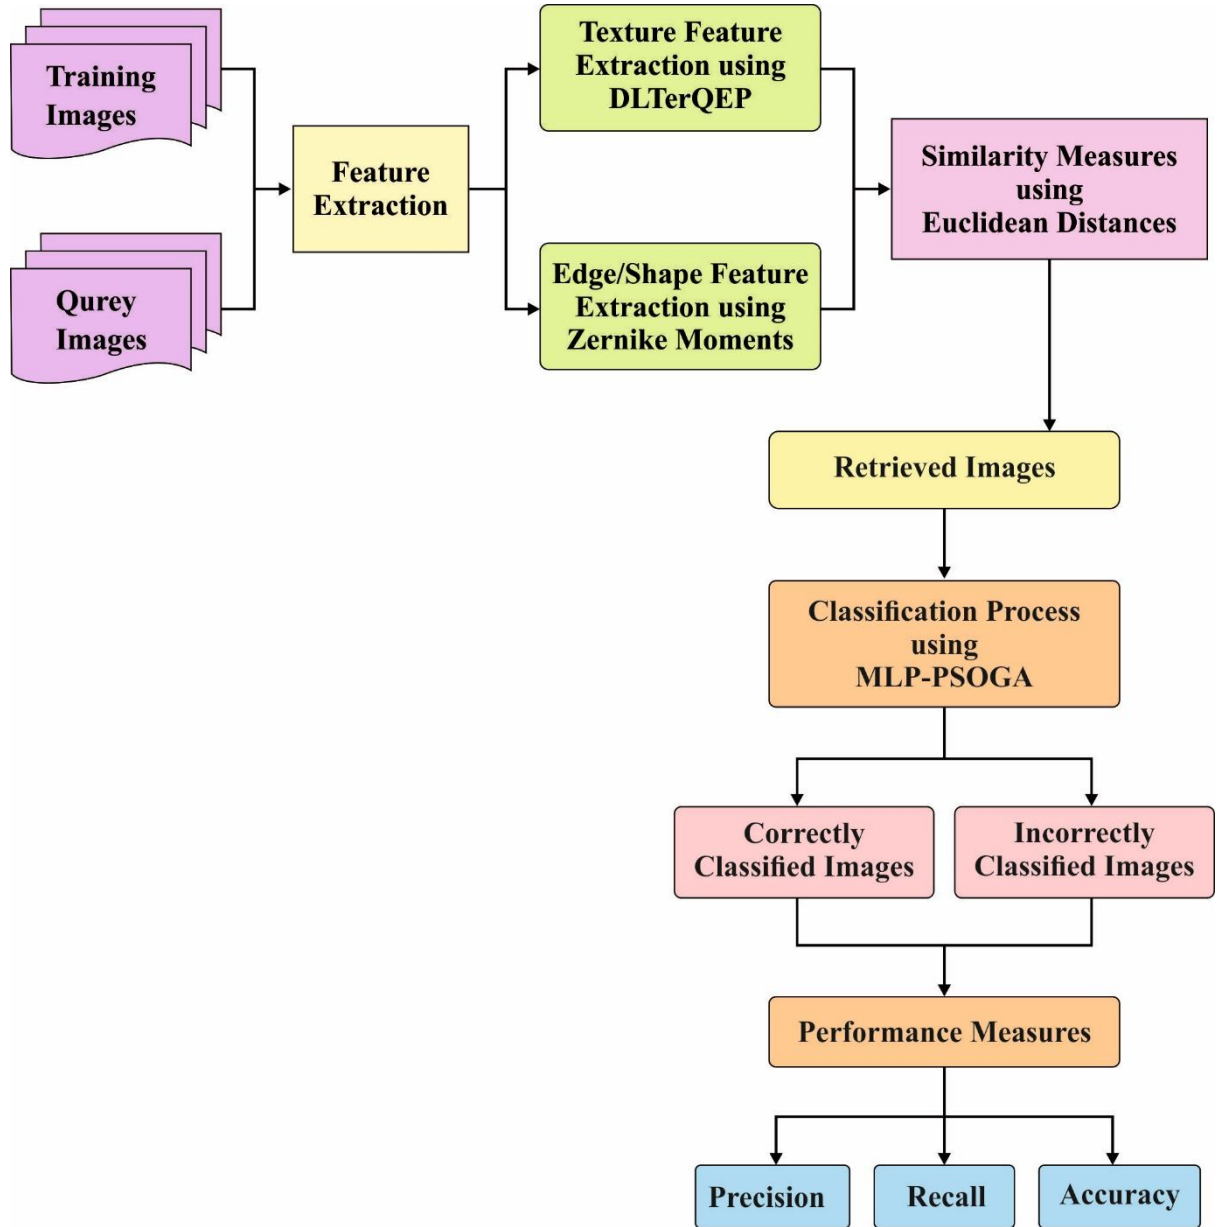 Training
Images
Qurey
Images
Feature
Extraction
Texture Feature
Extraction using
DLTerQEP
Edge/Shape Feature
Extraction using
Zernike Moments
Similarity Measures
using
Euclidean Distances
Retrieved Images
Classification Process
using
MLP-PSOGA
Correctly
Classified Images
Incorrectly
Classified Images
Performance Measures
Precision
Recall
Accuracy